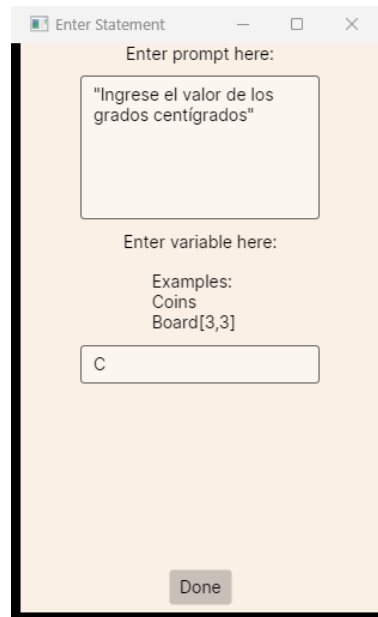 Enter Statement
Enter prompt here:
"Ingrese el valor de los
grados centígrados"
Enter variable here:
Examples:
Coins
Board[3,3]
C
Done